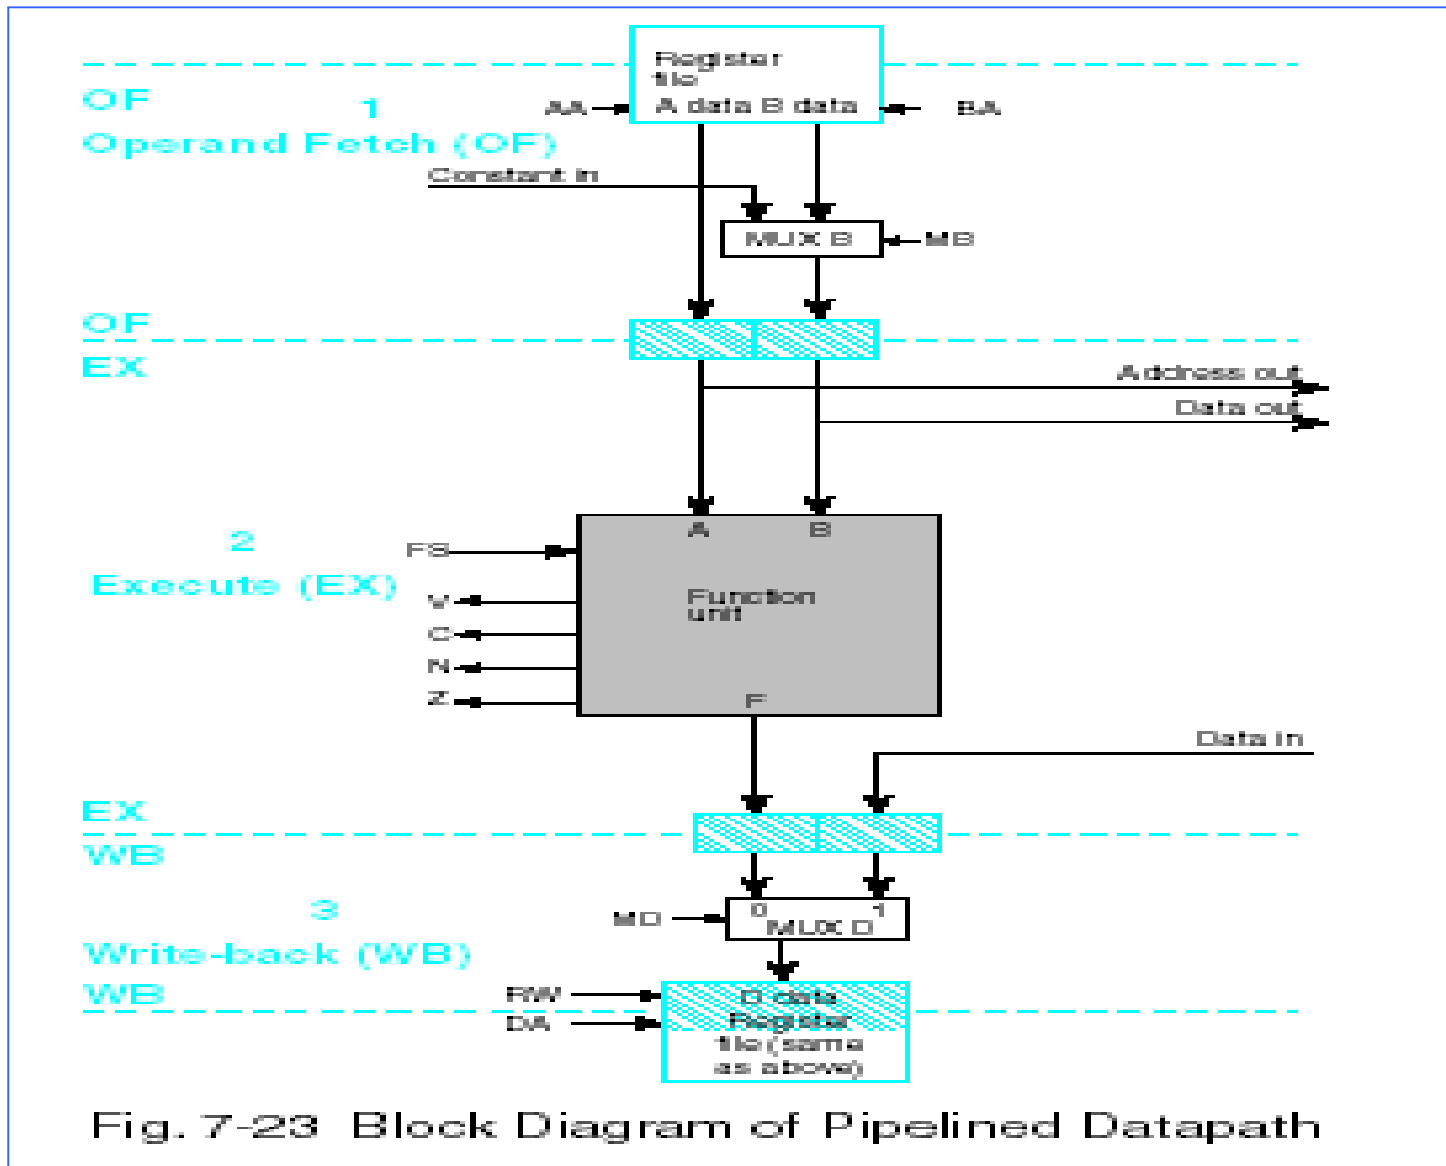 Register
file
OF
1
AA
A data B data
BA
Operand Fetch (OF)
Constant in
MUX B
MB
OF
EX
Address out
Data out
A
B
2
FS
Execute (EX)
V
Function
unit
C
N
Z
F
Data in
EX
WB
3
0
1
MD
MUX D
Write-back (WB)
WB
RW
D data
DA
Register
file(same
as above)
Fig. 7-23 Block Diagram of Pipelined Datapath